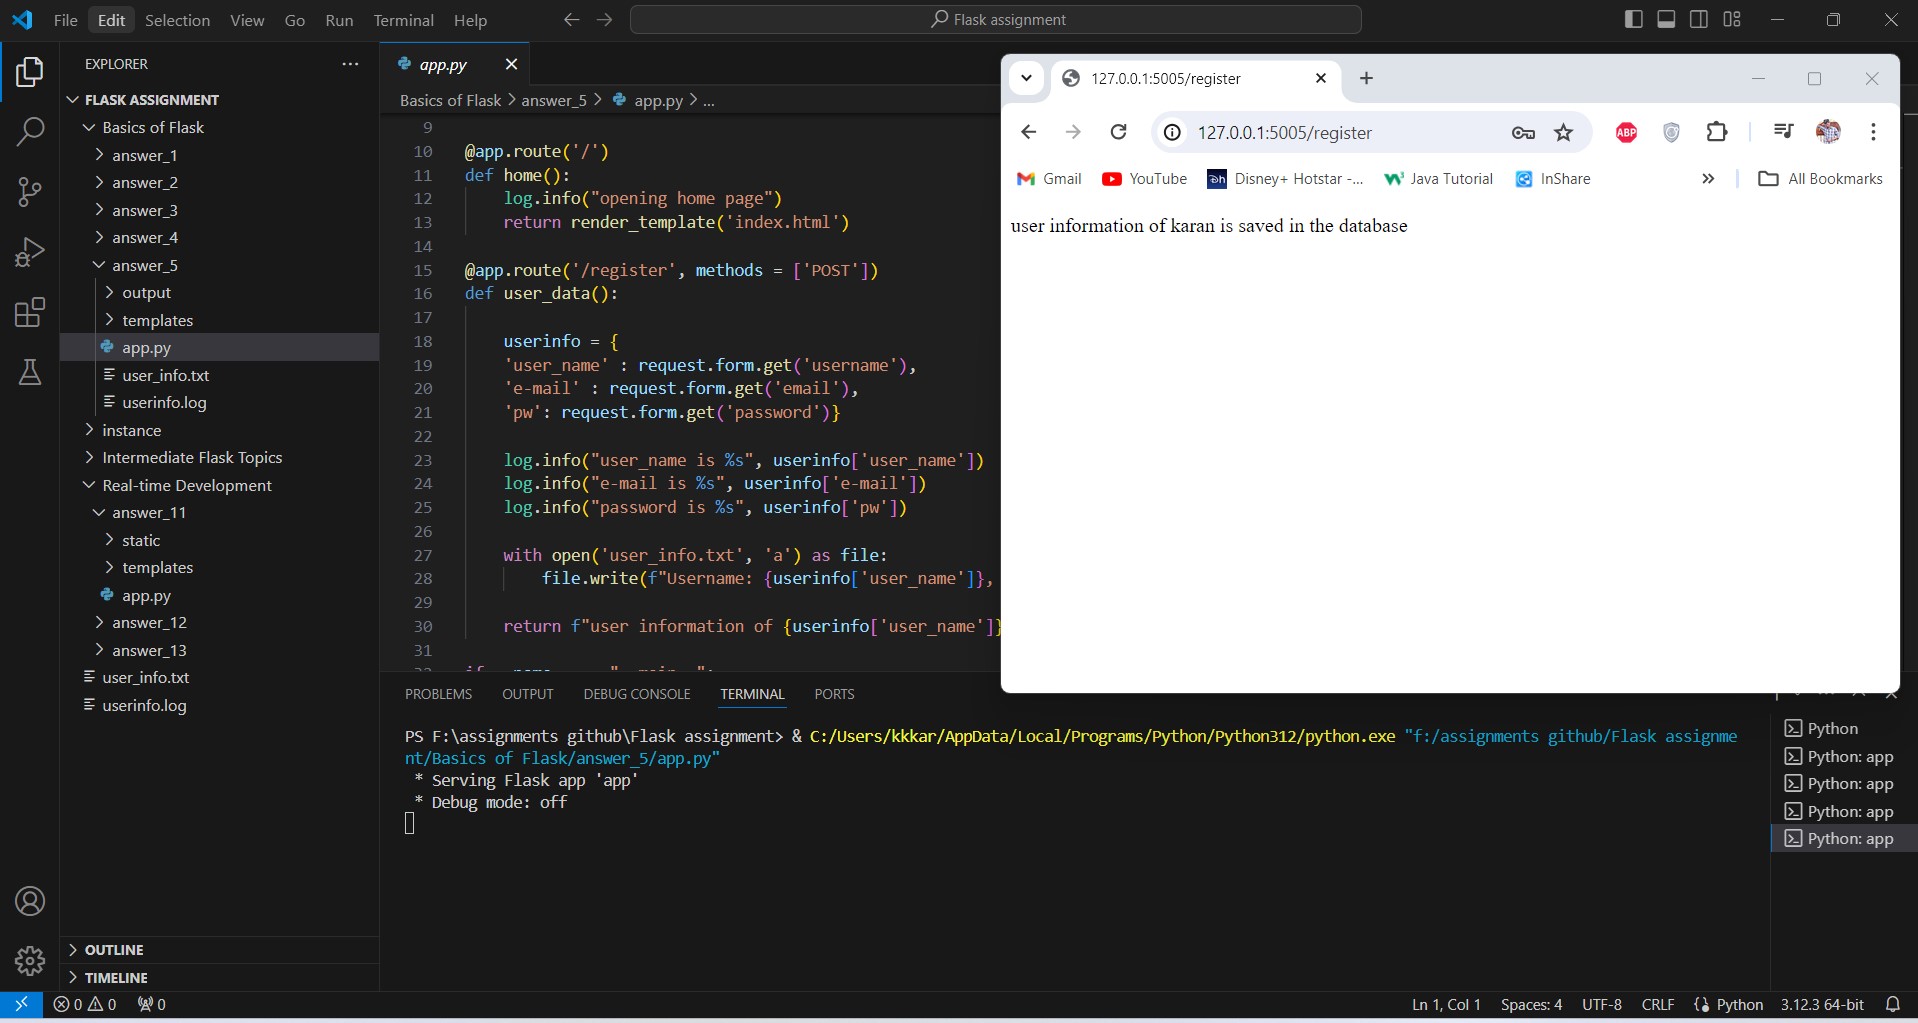 File Edit Selection View Go Run Terminal Help
Flask assignment
EXPLORER
FLASK ASSIGNMENT
Basics of Flask
answer_1
answer_2
answer_3
answer_4
answer_5
output
templates
app.py
user_info.txt
userinfo.log
instance
Intermediate Flask Topics
Real-time Development
answer_11
static
templates
app.py
answer_12
answer_13
user_info.txt
userinfo.log
OUTLINE
TIMELINE
app.py
Basics of Flask > answer_5 > app.py > ...
9
10 @app.route('/')
11 def home():
12 log.info("opening home page")
13 return render_template('index.html')
14
15 @app.route('/register', methods = ['POST'])
16 def user_data():
17
18 userinfo = {
19 'user_name' : request.form.get('username'),
20 'e-mail' : request.form.get('email'),
21 'pw': request.form.get('password')}
22
23 log.info("user_name is %s", userinfo['user_name'])
24 log.info("e-mail is %s", userinfo['e-mail'])
25 log.info("password is %s", userinfo['pw'])
26
27 with open('user_info.txt', 'a') as file:
28 file.write(f"Username: {userinfo['user_name']},
29
30 return f"user information of {userinfo['user_name']}
31
127.0.0.1:5005/register
127.0.0.1:5005/register
ABP
Gmail YouTube Disney+ Hotstar -... Java Tutorial InShare » All Bookmarks
user information of karan is saved in the database
PROBLEMS OUTPUT DEBUG CONSOLE TERMINAL PORTS
PS F:\assignments github\Flask assignment> & C:/Users/kkkar/AppData/Local/Programs/Python/Python312/python.exe "f:/assignments github/Flask assignme
nt/Basics of Flask/answer_5/app.py"
* Serving Flask app 'app'
* Debug mode: off
Python
Python: app
Python: app
Python: app
Python: app
0 0 0
Ln 1, Col 1 Spaces: 4 UTF-8 CRLF Python 3.12.3 64-bit